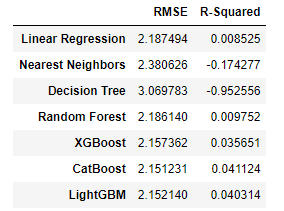 RMSE R-Squared
Linear Regression 2.187494 0.008525
Nearest Neighbors 2.380626 -0.174277
Decision Tree 3.069783 -0.952556
Random Forest 2.186140 0.009752
XGBoost 2.157362 0.035651
CatBoost 2.151231 0.041124
LightGBM 2.152140 0.040314